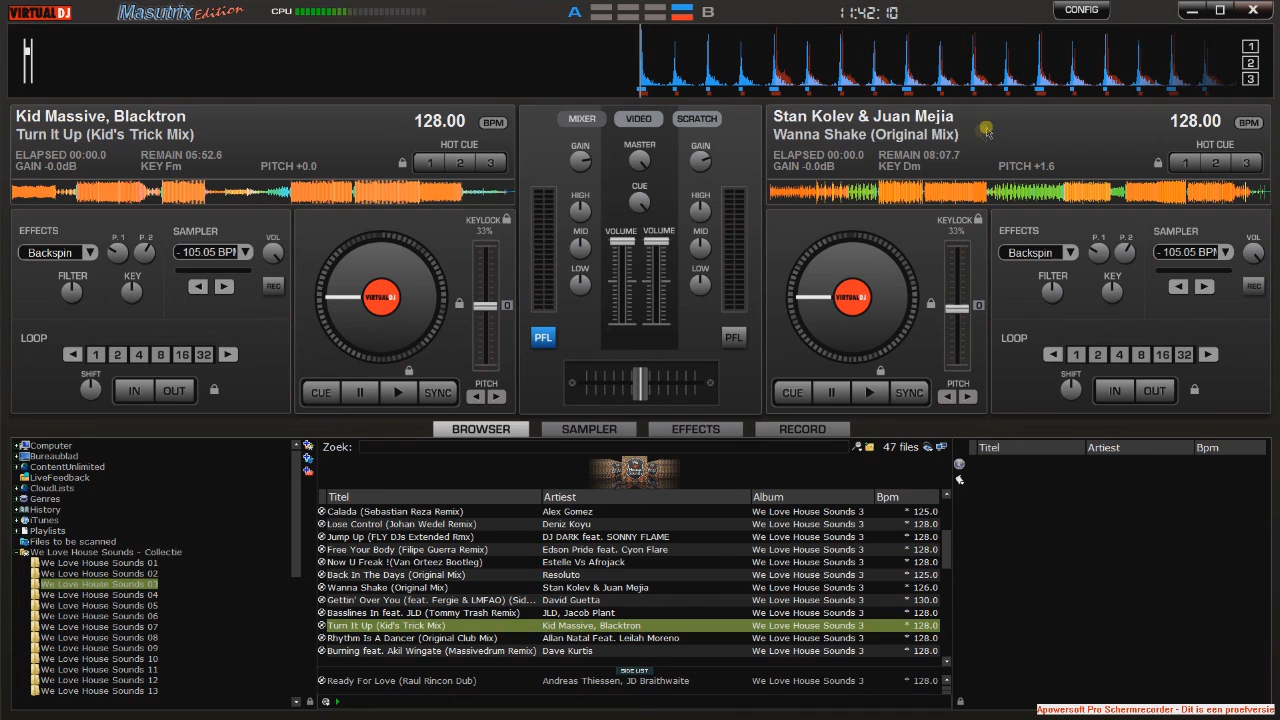 VIRTUAL DJ Masutrix Edition CPU A B 11:42:10 CONFIG
1
2
3
Kid Massive, Blacktron 128.00 BPM
Turn It Up (Kid's Trick Mix) HOT CUE
ELAPSED 00:00.0 REMAIN 05:52.6
GAIN -0.0dB KEY Fm PITCH +0.0 1 2 3
MIXER VIDEO SCRATCH
GAIN MASTER GAIN
CUE
HIGH HIGH
MID VOLUME VOLUME MID
LOW LOW
PFL PFL
Stan Kolev & Juan Mejia 128.00 BPM
Wanna Shake (Original Mix) HOT CUE
ELAPSED 00:00.0 REMAIN 08:07.7
GAIN -0.0dB KEY Dm PITCH +1.6 1 2 3
EFFECTS P. 1 P. 2 SAMPLER VOL
Backspin - 105.05 BPM
FILTER KEY REC
LOOP
1 2 4 8 16 32
SHIFT IN OUT
KEYLOCK
33%
VIRTUAL DJ
0
CUE SYNC PITCH
KEYLOCK
33%
VIRTUAL DJ
0
CUE SYNC PITCH
EFFECTS P. 1 P. 2 SAMPLER VOL
Backspin - 105.05 BPM
FILTER KEY REC
LOOP
1 2 4 8 16 32
SHIFT IN OUT
BROWSER SAMPLER EFFECTS RECORD
Computer
Bureaublad
ContentUnlimited
LiveFeedback
CloudLists
Genres
History
iTunes
Playlists
Files to be scanned
We Love House Sounds - Collectie
We Love House Sounds 01
We Love House Sounds 02
We Love House Sounds 03
We Love House Sounds 04
We Love House Sounds 05
We Love House Sounds 06
We Love House Sounds 07
We Love House Sounds 08
We Love House Sounds 09
We Love House Sounds 10
We Love House Sounds 11
We Love House Sounds 12
We Love House Sounds 13
Zoek: 47 files
Titel Artiest Album Bpm
Calada (Sebastian Reza Remix) Alex Gomez We Love House Sounds 3 * 125.0
Lose Control (Johan Wedel Remix) Deniz Koyu We Love House Sounds 3 * 128.0
Jump Up (FLY DJs Extended Rmx) DJ DARK feat. SONNY FLAME We Love House Sounds 3 * 128.0
Free Your Body (Filipe Guerra Remix) Edson Pride feat. Cyon Flare We Love House Sounds 3 * 128.0
Now U Freak !(Van Orteez Bootleg) Estelle Vs Afrojack We Love House Sounds 3 * 128.0
Back In The Days (Original Mix) Resoluto We Love House Sounds 3 * 125.0
Wanna Shake (Original Mix) Stan Kolev & Juan Mejia We Love House Sounds 3 * 126.0
Gettin' Over You (feat. Fergie & LMFAO) (Sid... David Guetta We Love House Sounds 3 * 130.0
Basslines In feat. JLD (Tommy Trash Remix) JLD, Jacob Plant We Love House Sounds 3 * 128.0
Turn It Up (Kid's Trick Mix) Kid Massive, Blacktron We Love House Sounds 3 * 128.0
Rhythm Is A Dancer (Original Club Mix) Allan Natal Feat. Leilah Moreno We Love House Sounds 3 * 128.0
Burning feat. Akil Wingate (Massivedrum Remix) Dave Kurtis We Love House Sounds 3 * 128.0
SIDE LIST
Ready For Love (Raul Rincon Dub) Andreas Thiessen, JD Braithwaite We Love House Sounds 3 * 128.0
Titel Artiest Bpm
Apowersoft Pro Schermrecorder - Dit is een proefversie